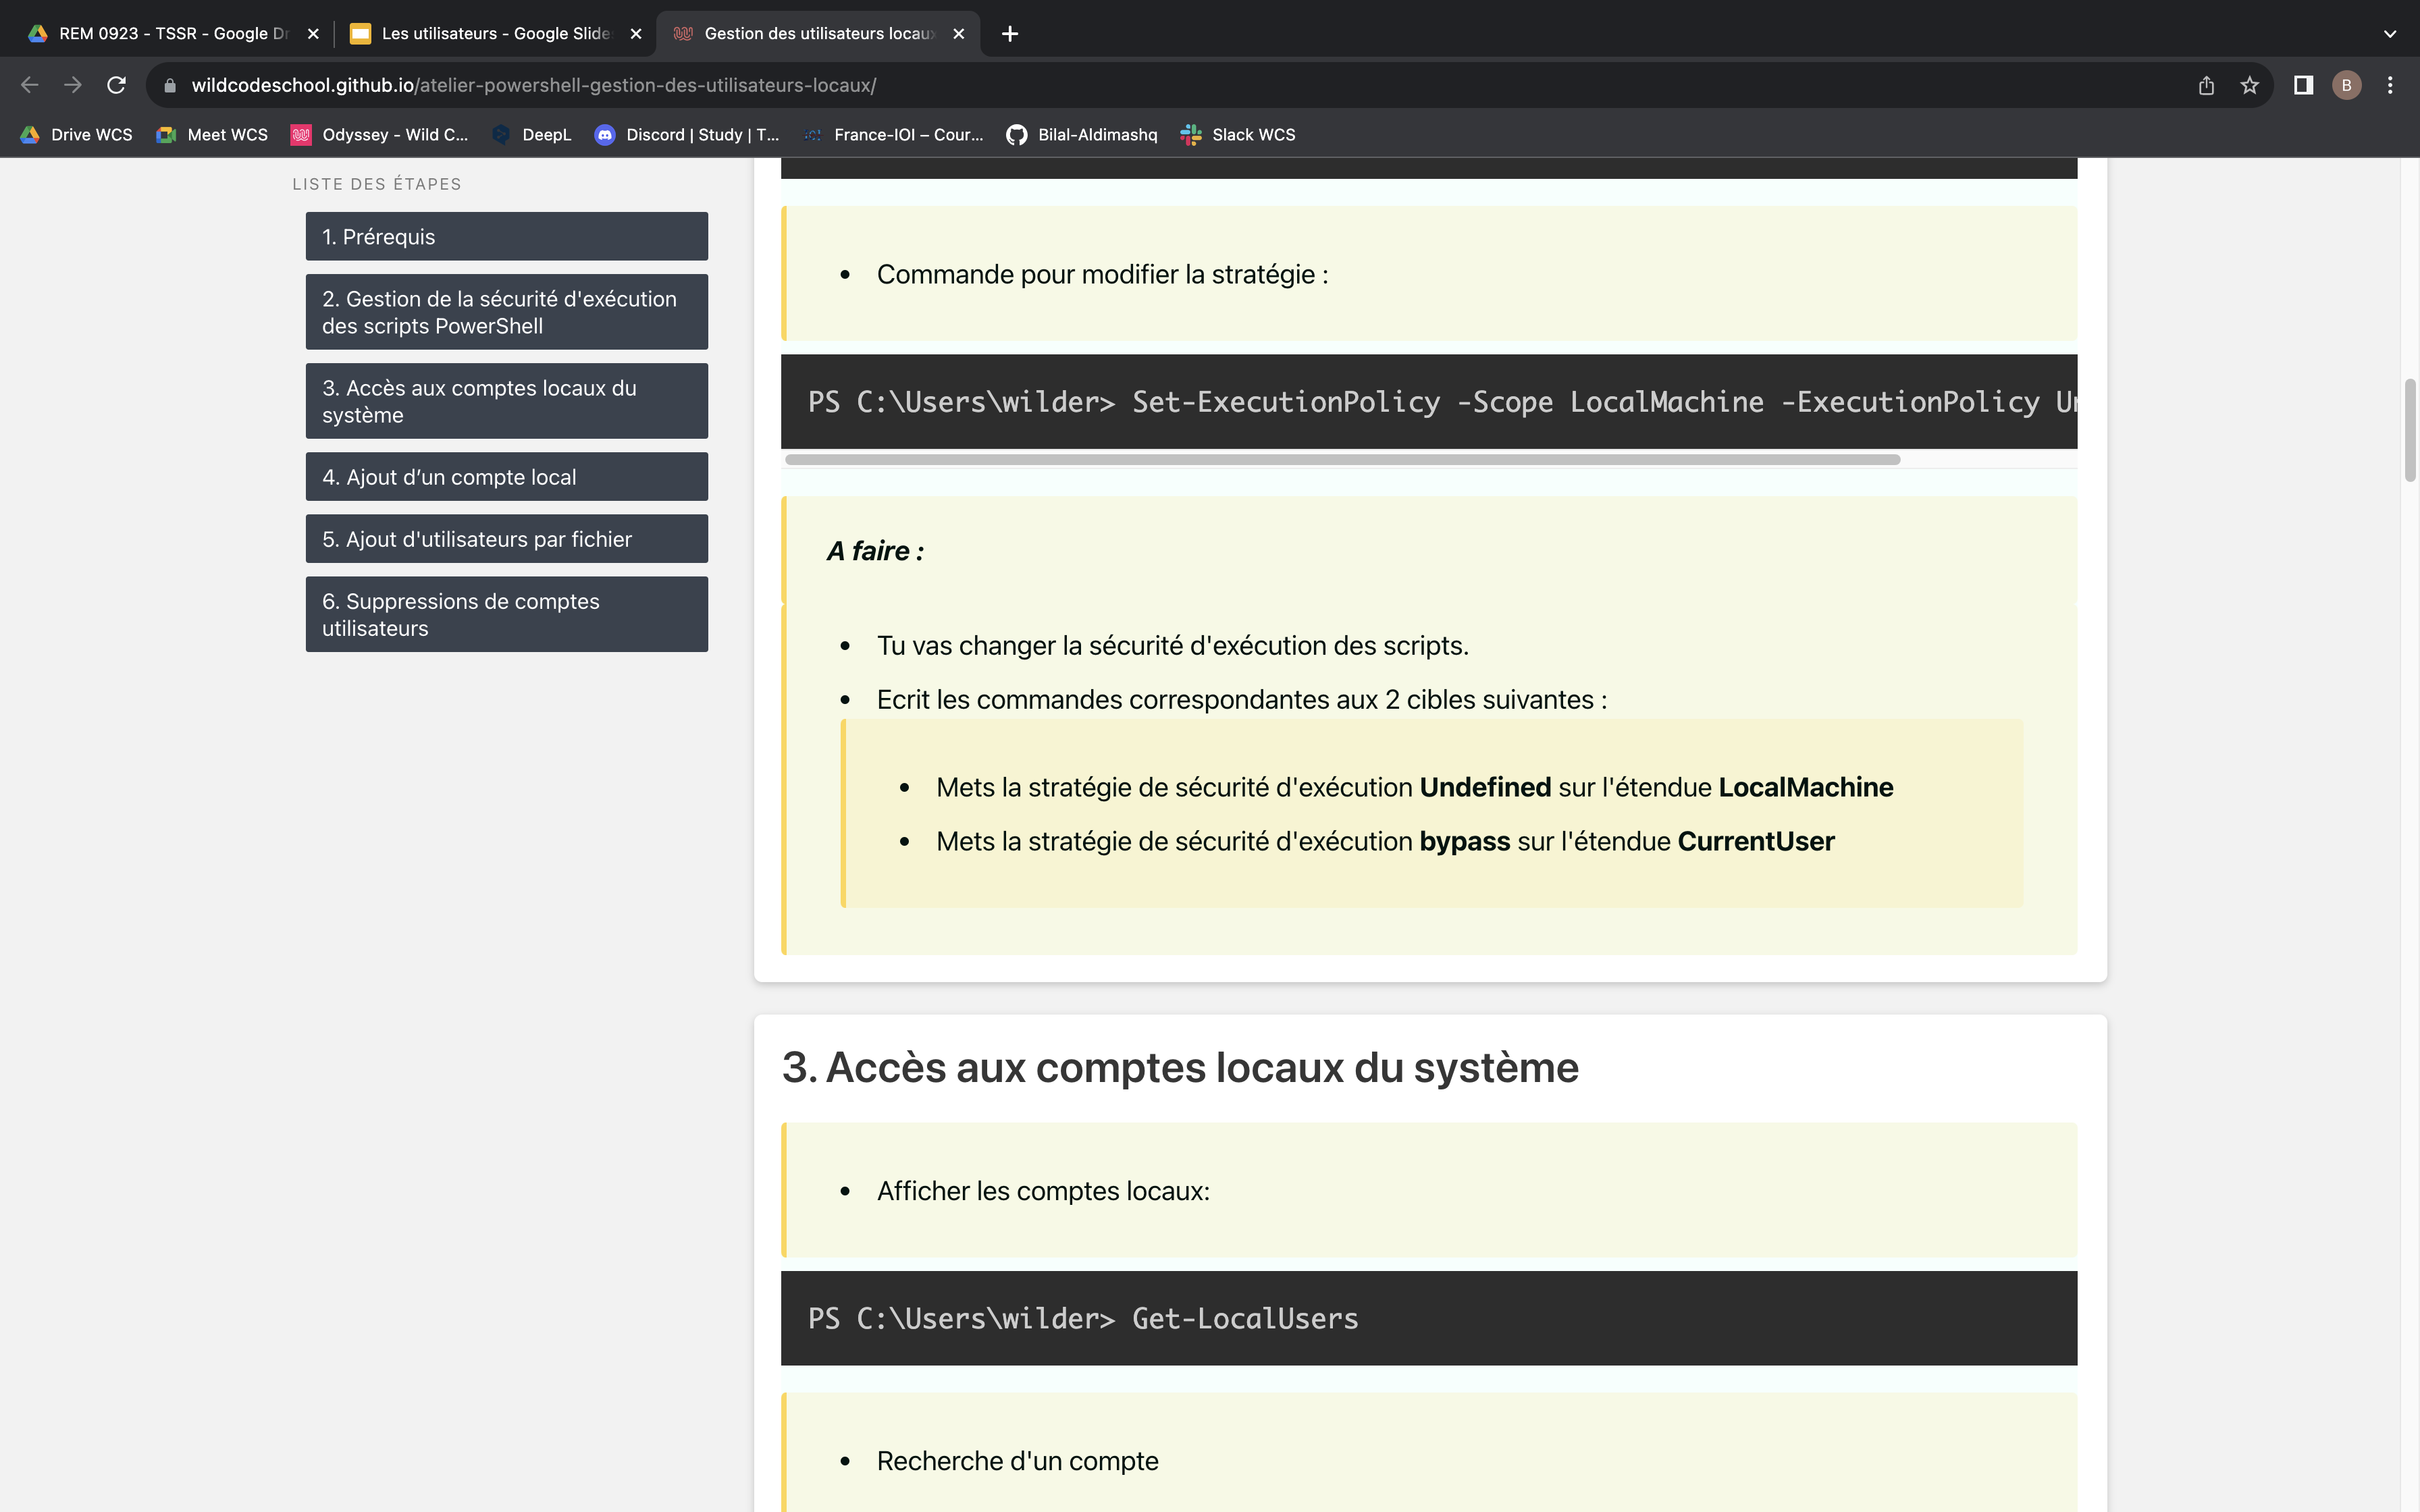 REM 0923 - TSSR - Google Dr
Les utilisateurs - Google Slide
Gestion des utilisateurs locaux
wildcodeschool.github.io/atelier-powershell-gestion-des-utilisateurs-locaux/
B
Drive WCS
Meet WCS
Odyssey - Wild C...
DeepL
Discord | Study | T...
France-IOI – Cour...
Bilal-Aldimashq
Slack WCS
LISTE DES ÉTAPES
1. Prérequis
2. Gestion de la sécurité d'exécution
des scripts PowerShell
3. Accès aux comptes locaux du
système
4. Ajout d’un compte local
5. Ajout d'utilisateurs par fichier
6. Suppressions de comptes
utilisateurs
Commande pour modifier la stratégie :
PS C:\Users\wilder> Set-ExecutionPolicy -Scope LocalMachine -ExecutionPolicy Un
A faire :
Tu vas changer la sécurité d'exécution des scripts.
Ecrit les commandes correspondantes aux 2 cibles suivantes :
Mets la stratégie de sécurité d'exécution Undefined sur l'étendue LocalMachine
Mets la stratégie de sécurité d'exécution bypass sur l'étendue CurrentUser
3. Accès aux comptes locaux du système
Afficher les comptes locaux:
PS C:\Users\wilder> Get-LocalUsers
Recherche d'un compte